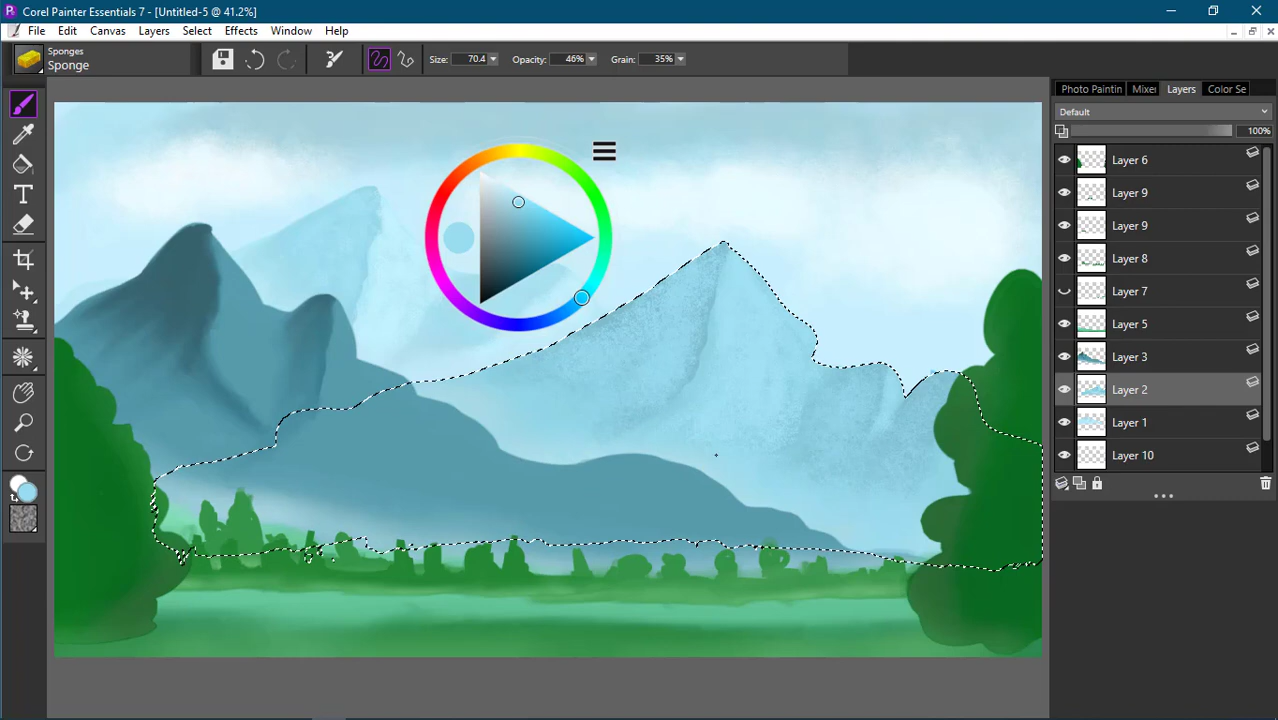 Corel Painter Essentials 7 - [Untitled-5 @ 41.2%]
File Edit Canvas Layers Select Effects Window Help
Sponges
Sponge
Size: 70.4 Opacity: 46% Grain: 35%
Photo Paintin Mixer Layers Color Se
Default
100%
Layer 6
Layer 9
Layer 9
Layer 8
Layer 7
Layer 5
Layer 3
Layer 2
Layer 1
Layer 10